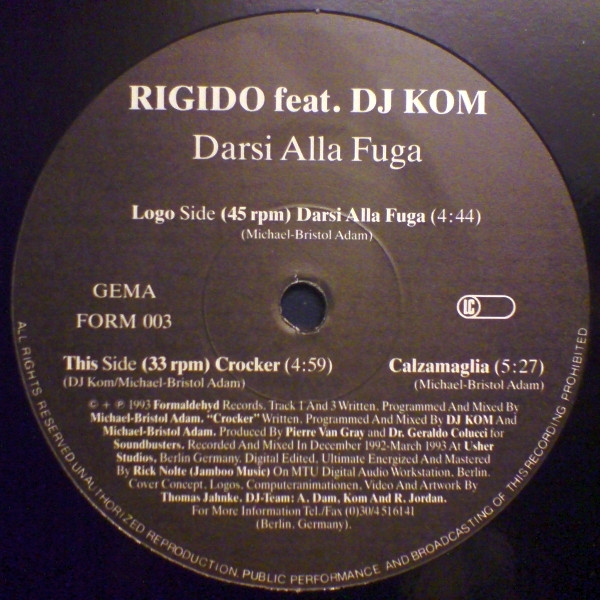 RIGIDO feat. DJ KOM
Darsi Alla Fuga
Logo Side (45 rpm) Darsi Alla Fuga (4:44)
(Michael-Bristol Adam)
GEMA
FORM 003
LC
This Side (33 rpm) Crocker (4:59)
(DJ Kom/Michael-Bristol Adam)
Calzamaglia (5:27)
(Michael-Bristol Adam)
© + ℗ 1993 Formaldehyd Records. Track 1 And 3 Written, Programmed And Mixed By
Michael-Bristol Adam. "Crocker" Written, Programmed And Mixed By DJ KOM And
Michael-Bristol Adam. Produced By Pierre Van Gray and Dr. Geraldo Colucci for
Soundbusters. Recorded And Mixed In December 1992-March 1993 At Usher
Studios, Berlin Germany. Digital Edited, Ultimate Energized And Mastered
By Rick Nolte (Jamboo Music) On MTU Digital Audio Workstation, Berlin.
Cover Concept, Logos, Computeranimationen, Video And Artwork By
Thomas Jahnke, DJ-Team: A. Dam, Kom And R. Jordan.
For More Information Tel./Fax (0)30/4 516141
(Berlin, Germany).
ALL RIGHTS RESERVED. UNAUTHORIZED REPRODUCTION, PUBLIC PERFORMANCE AND BROADCASTING OF THIS RECORDING PROHIBITED